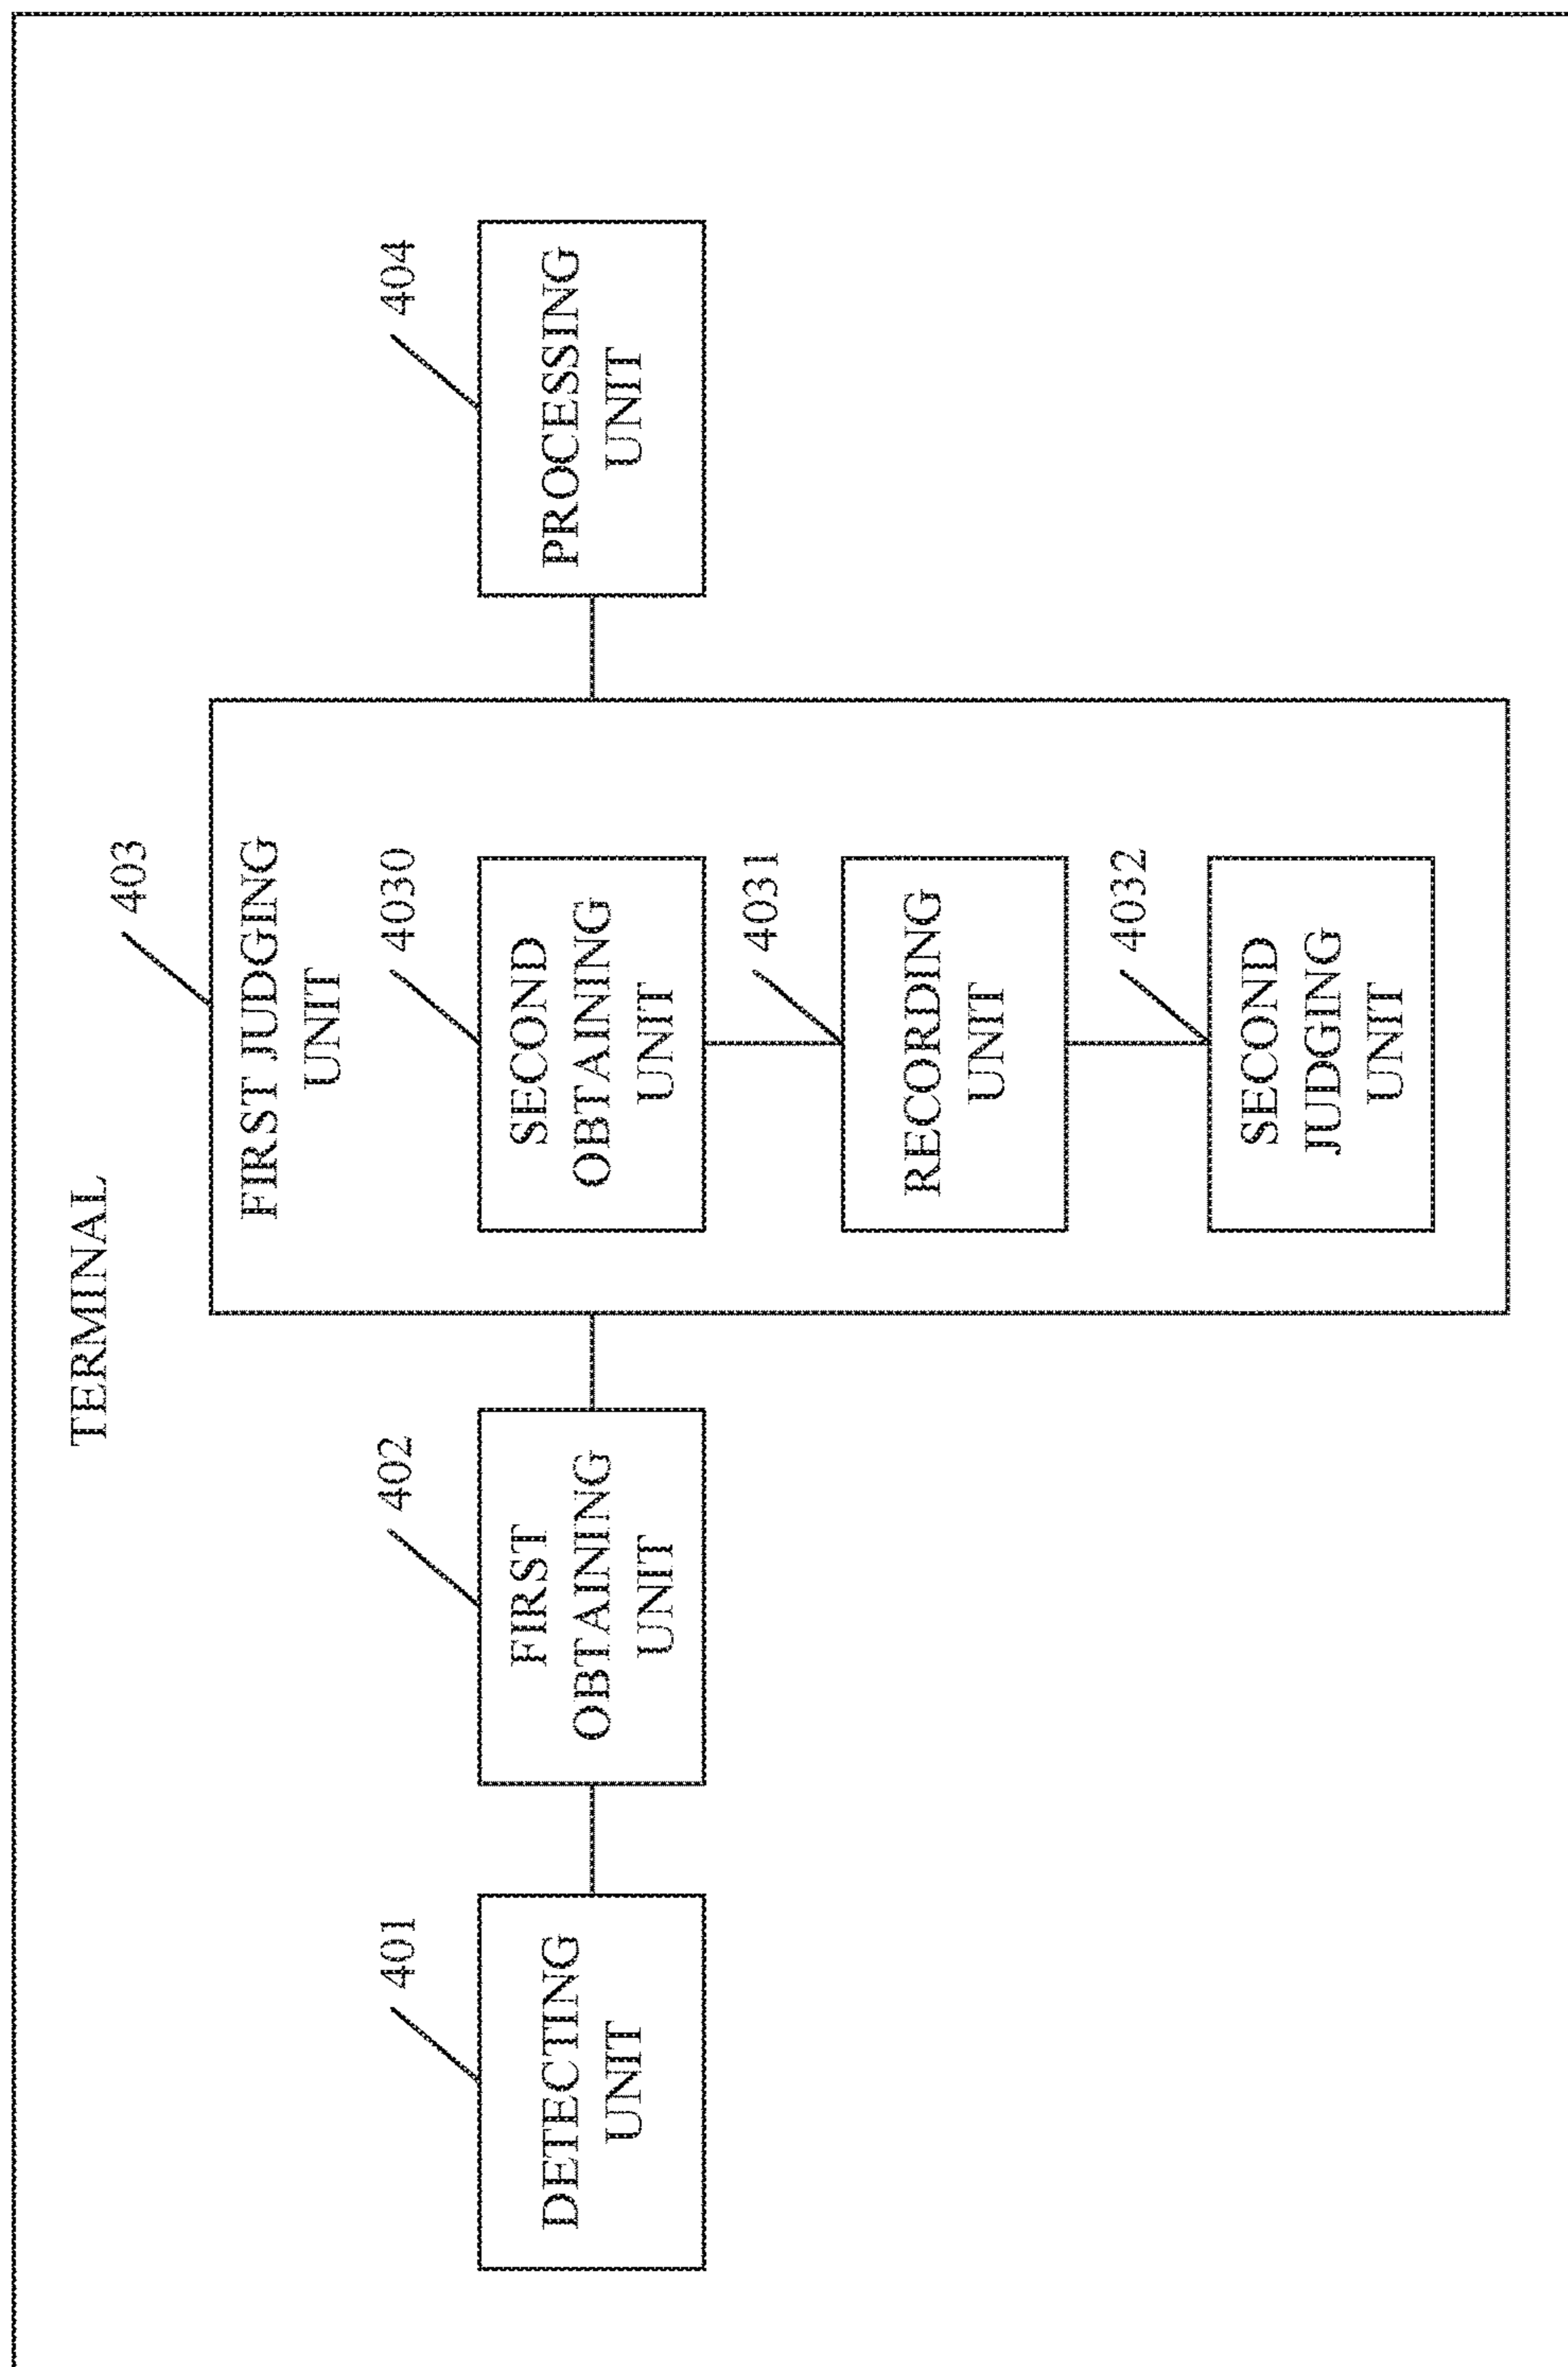 TERMINAL
401
DETECTING
UNIT
402
FIRST
OBTAINING
UNIT
403
FIRST JUDGING
UNIT
4030
SECOND
OBTAINING
UNIT
4031
RECORDING
UNIT
4032
SECOND
JUDGING
UNIT
404
PROCESSING
UNIT